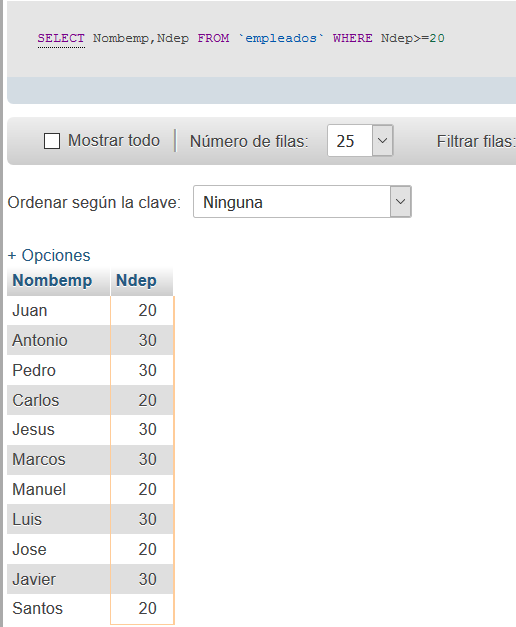 SELECT Nombemp,Ndep FROM `empleados` WHERE Ndep>=20
Mostrar todo Número de filas: 25 Filtrar filas:
Ordenar según la clave: Ninguna
+ Opciones
Nombemp Ndep
Juan 20
Antonio 30
Pedro 30
Carlos 20
Jesus 30
Marcos 30
Manuel 20
Luis 30
Jose 20
Javier 30
Santos 20